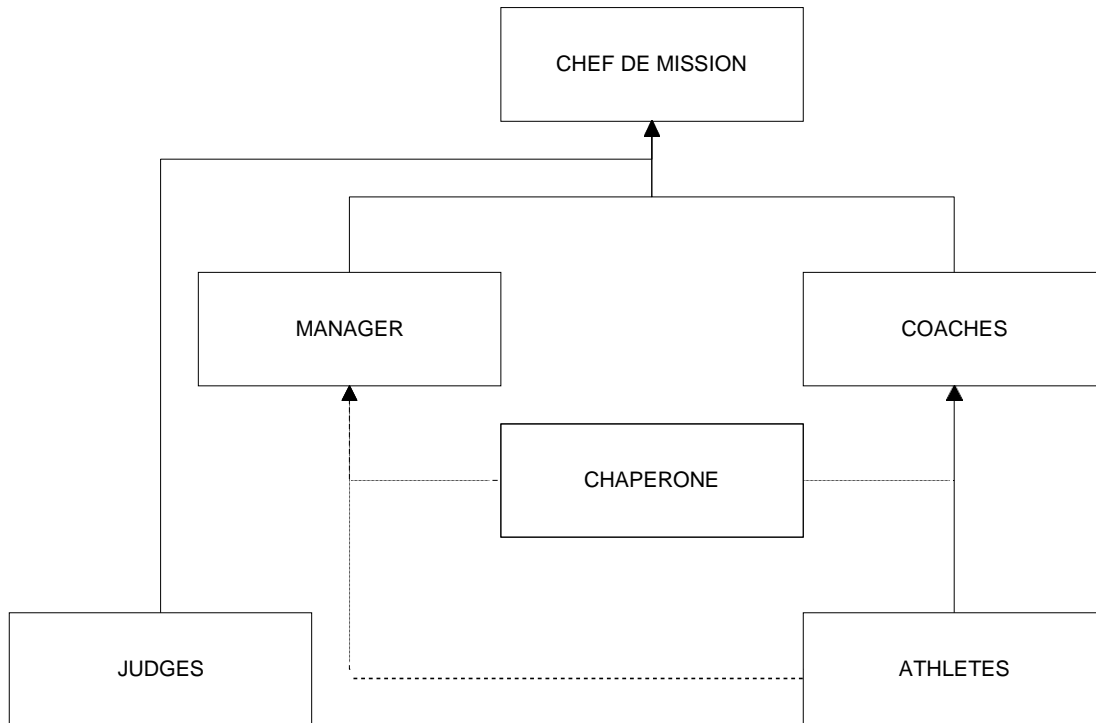 CHEF DE MISSION
MANAGER
COACHES
CHAPERONE
JUDGES
ATHLETES